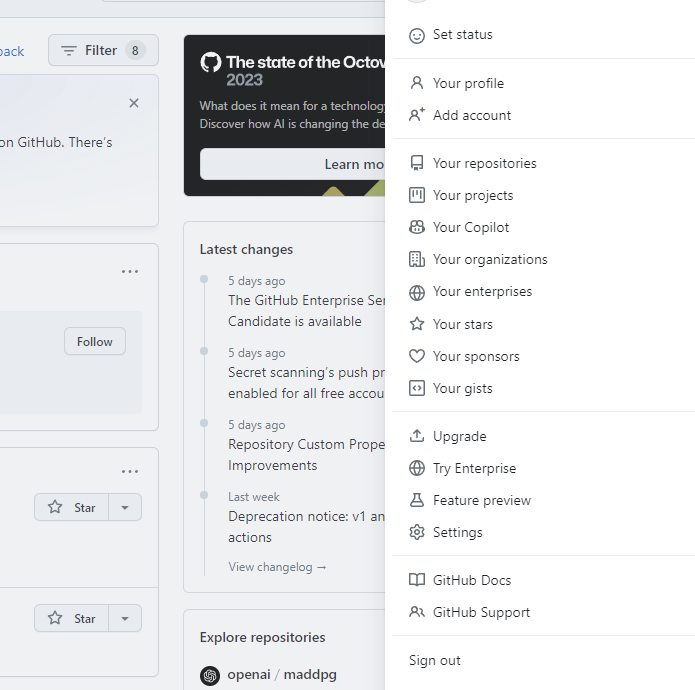 back
Filter 8
on GitHub. There's
Follow
Star
Star
The state of the Octov
2023
What does it mean for a technology
Discover how AI is changing the de
Learn mo
Latest changes
5 days ago
The GitHub Enterprise Ser
Candidate is available
5 days ago
Secret scanning's push pr
enabled for all free accou
5 days ago
Repository Custom Prope
Improvements
Last week
Deprecation notice: v1 an
actions
View changelog →
Explore repositories
openai / maddpg
Set status
Your profile
Add account
Your repositories
Your projects
Your Copilot
Your organizations
Your enterprises
Your stars
Your sponsors
Your gists
Upgrade
Try Enterprise
Feature preview
Settings
GitHub Docs
GitHub Support
Sign out